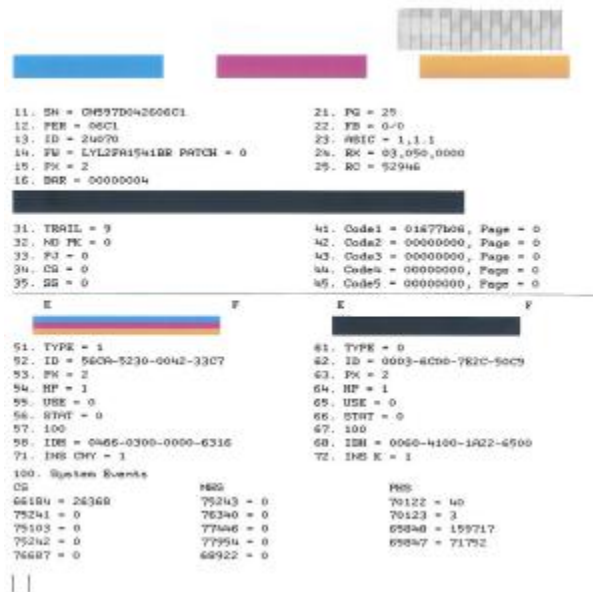 11. SN = CN597D042606C1
21. PG = 25
12. PER = 06C1
22. FB = 0/0
13. ID = 24070
23. ASIC = 1,1.1
14. FW = LYL2FA1541BR PATCH = 0
24. RX = 03,050,0000
15. PX = 2
25. RC = 52946
16. BAR = 00000004
31. TRAIL = 9
41. Code1 = 01677b06, Page = 0
32. NO PK = 0
42. Code2 = 00000000, Page = 0
33. PJ = 0
43. Code3 = 00000000, Page = 0
34. CS = 0
44. Code4 = 00000000, Page = 0
35. SS = 0
45. Code5 = 00000000, Page = 0
E F E F
51. TYPE = 1
61. TYPE = 0
52. ID = 56CA-5230-0042-33C7
62. ID = 0003-6C00-7B2C-50C9
53. PX = 2
63. PX = 2
54. HP = 1
64. HP = 1
55. USE = 0
65. USE = 0
56. STAT = 0
66. STAT = 0
57. 100
67. 100
58. IDH = 0466-0300-0000-6316
68. IDH = 0060-4100-1A22-6500
71. INS CMY = 1
72. INS K = 1
100. System Events
CS MHS PHS
66184 = 26368
75243 = 0
70122 = 40
75241 = 0
76340 = 0
70123 = 3
75103 = 0
77446 = 0
65848 = 159717
75242 = 0
77954 = 0
65847 = 71752
76687 = 0
68922 = 0